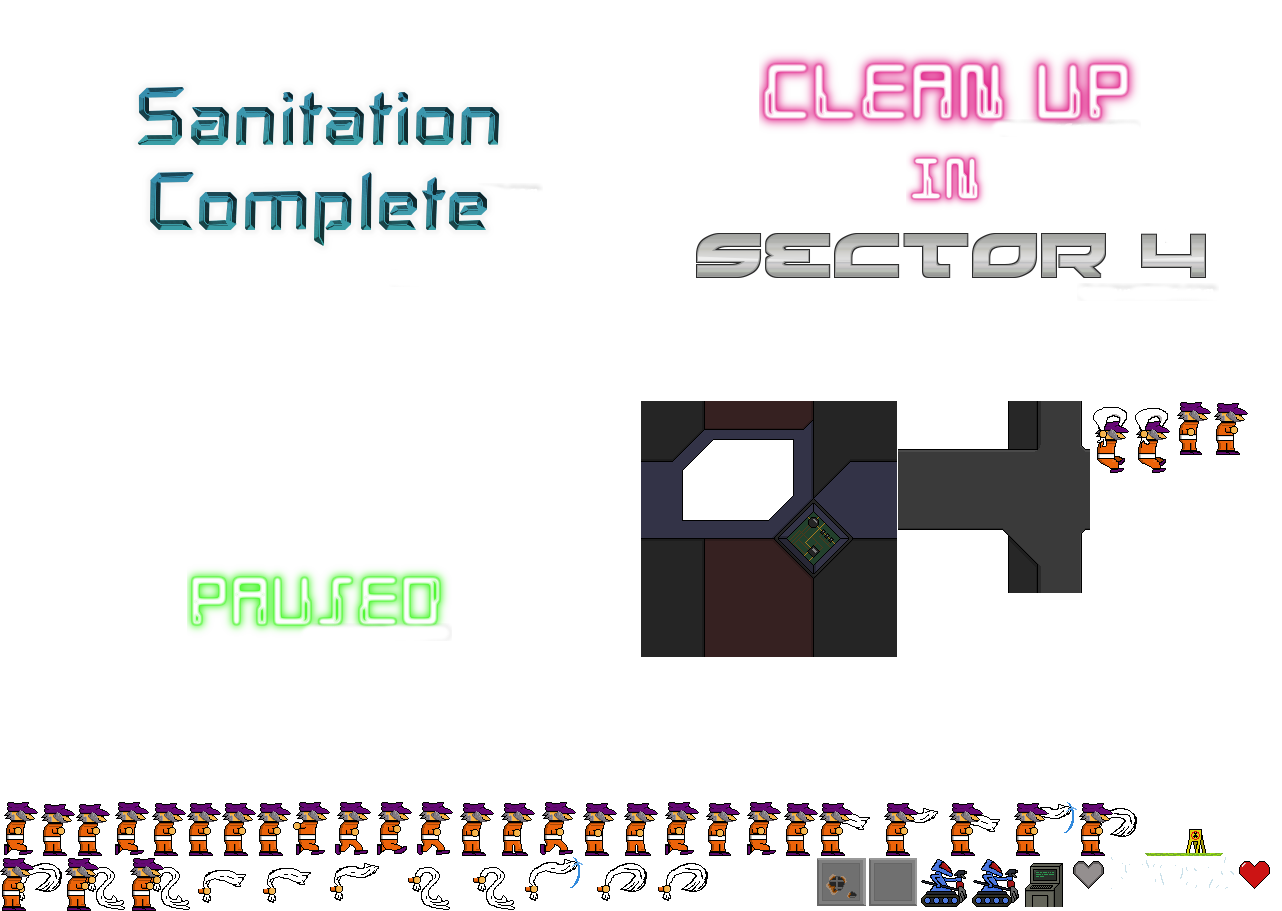 Sanitation
Complete
CLEAN UP
IN
SECTOR 4
PAUSED